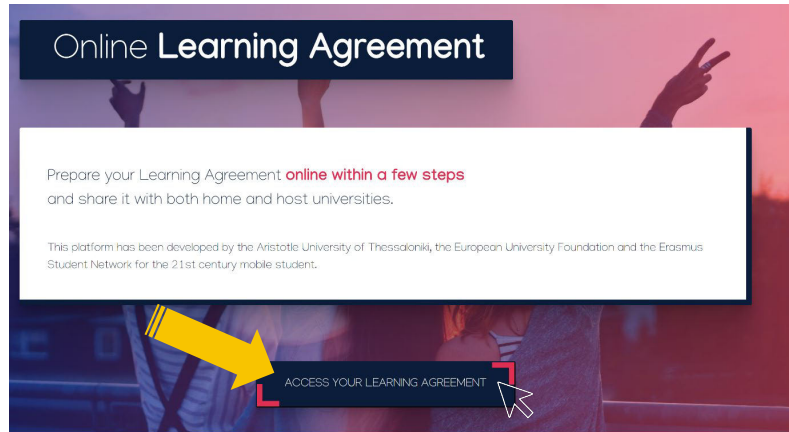 Online Learning Agreement
Prepare your Learning Agreement online within a few steps
and share it with both home and host universities.
This platform has been developed by the Aristotle University of Thessaloniki, the European University Foundation and the Erasmus
Student Network for the 21st century mobile student.
ACCESS YOUR LEARNING AGREEMENT